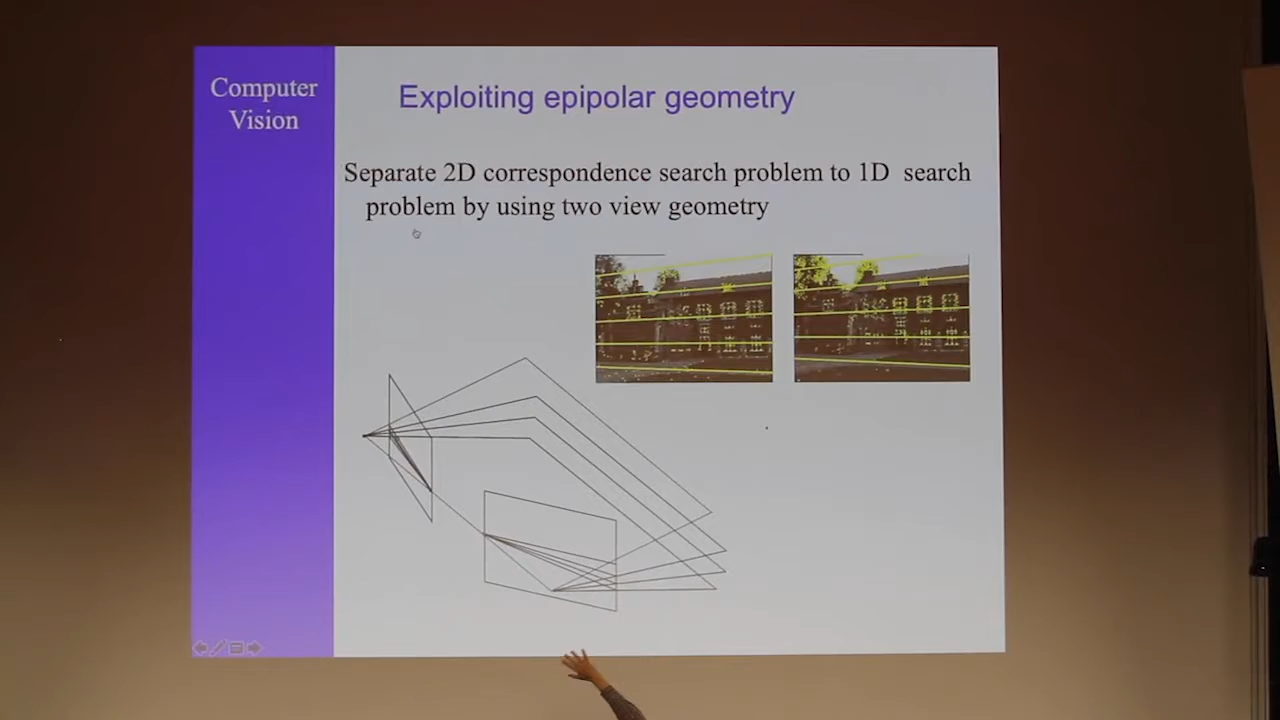 Computer
Vision
Exploiting epipolar geometry
Separate 2D correspondence search problem to 1D search
problem by using two view geometry